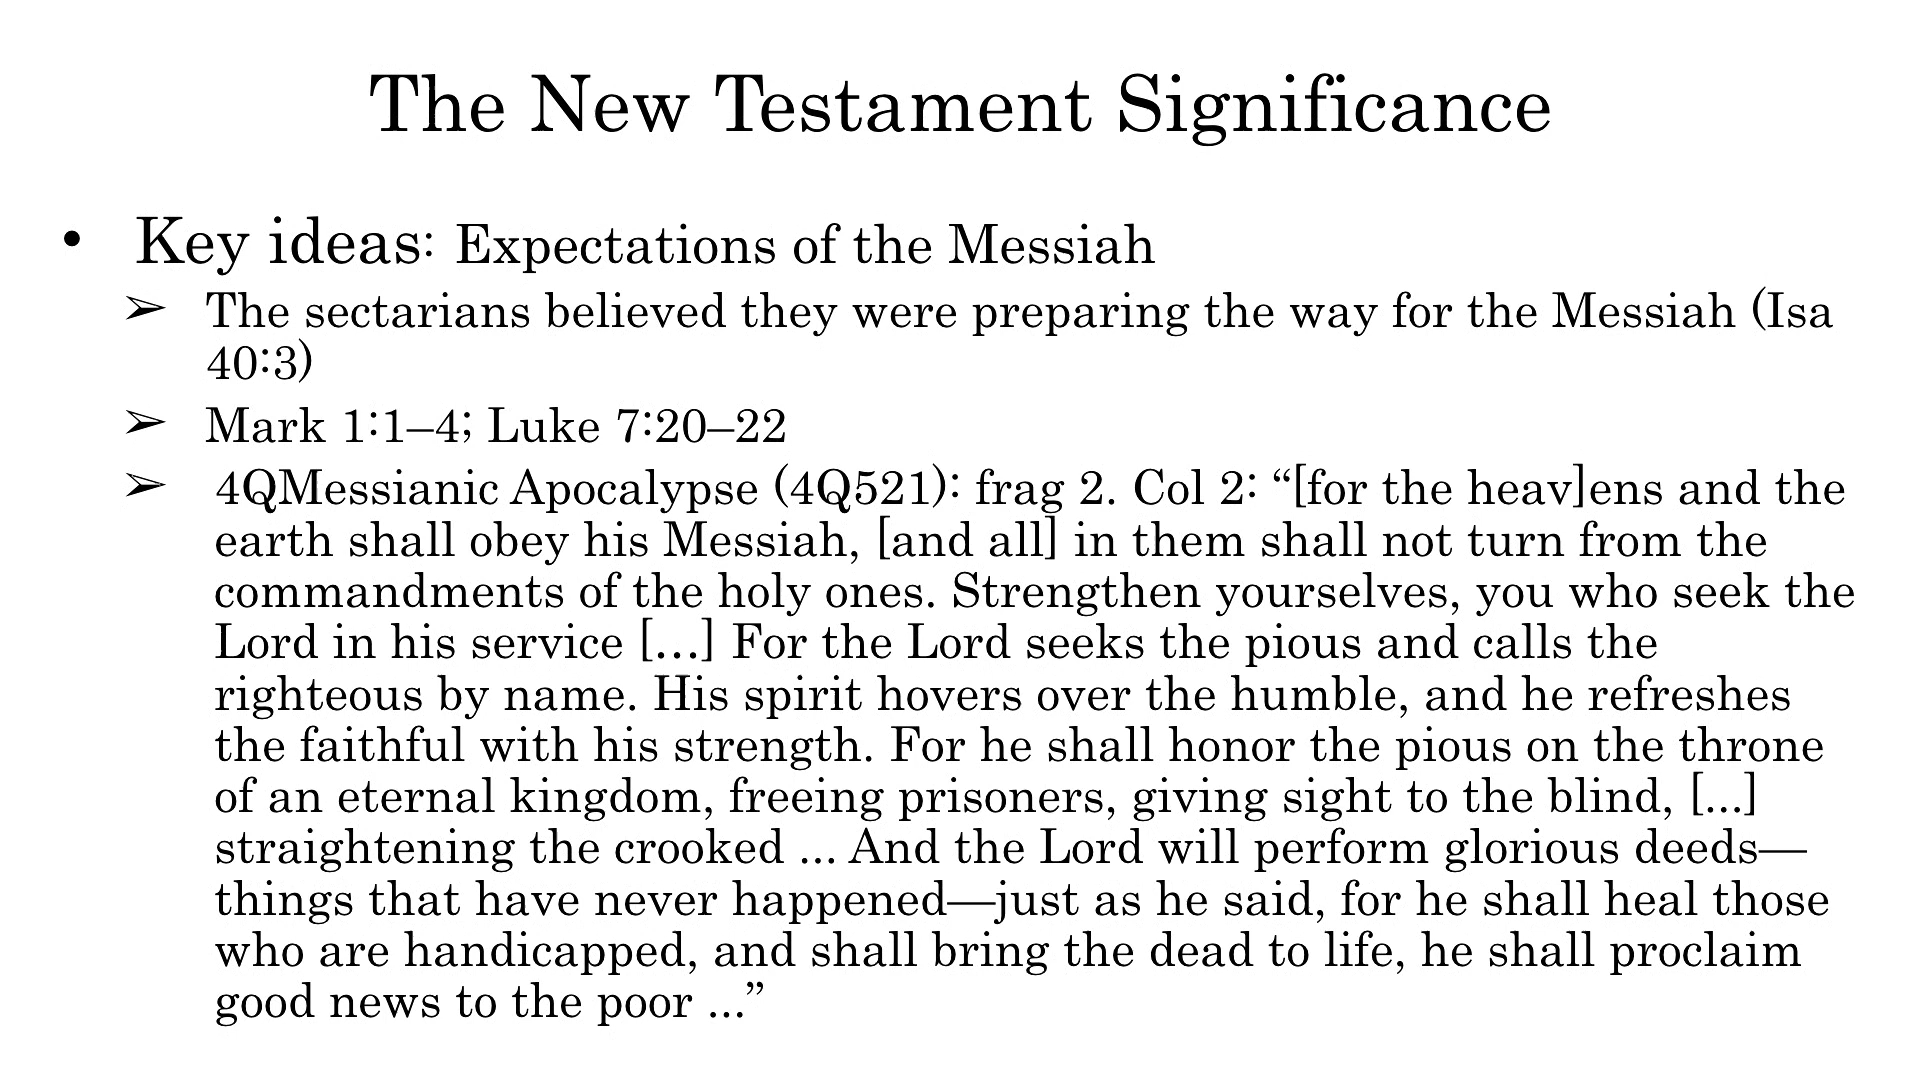 The New Testament Significance
• Key ideas: Expectations of the Messiah
➢ The sectarians believed they were preparing the way for the Messiah (Isa
40:3)
➢ Mark 1:1–4; Luke 7:20–22
➢ 4QMessianic Apocalypse (4Q521): frag 2. Col 2: “[for the heav]ens and the
earth shall obey his Messiah, [and all] in them shall not turn from the
commandments of the holy ones. Strengthen yourselves, you who seek the
Lord in his service […] For the Lord seeks the pious and calls the
righteous by name. His spirit hovers over the humble, and he refreshes
the faithful with his strength. For he shall honor the pious on the throne
of an eternal kingdom, freeing prisoners, giving sight to the blind, [...]
straightening the crooked ... And the Lord will perform glorious deeds—
things that have never happened—just as he said, for he shall heal those
who are handicapped, and shall bring the dead to life, he shall proclaim
good news to the poor ...”